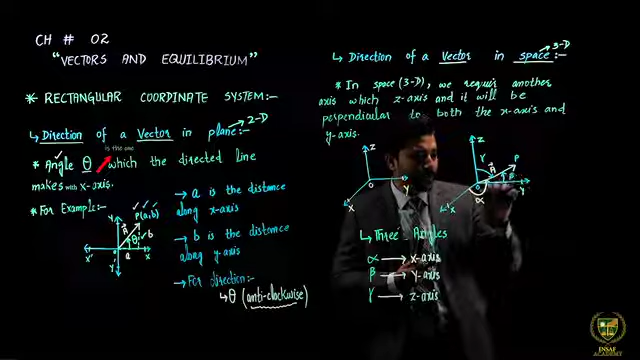 CH # 02
"VECTORS AND EQUILIBRIUM"
* RECTANGULAR COORDINATE SYSTEM:-
↳ Direction of a Vector in plane:- 2-D
is the one
* Angle θ which the directed line
makes with x-axis.
* For Example:-
Y
P(a,b)
A
θ
b
X'
O
a
X
Y'
→ a is the distance
along x-axis
→ b is the distance
along y-axis
→ For direction:-
↳ θ (anti-clockwise)
↳ Direction of a Vector in space:- 3-D
* In space (3-D), we require another
axis which z-axis and it will be
perpendicular to both the x-axis and
y-axis.
Z
O
Y
X
Z
γ
A
P
β
O
Y
α
X
↳ Three Angles
α → x-axis
β → y-axis
γ → z-axis
ENSAF
ACADEMY